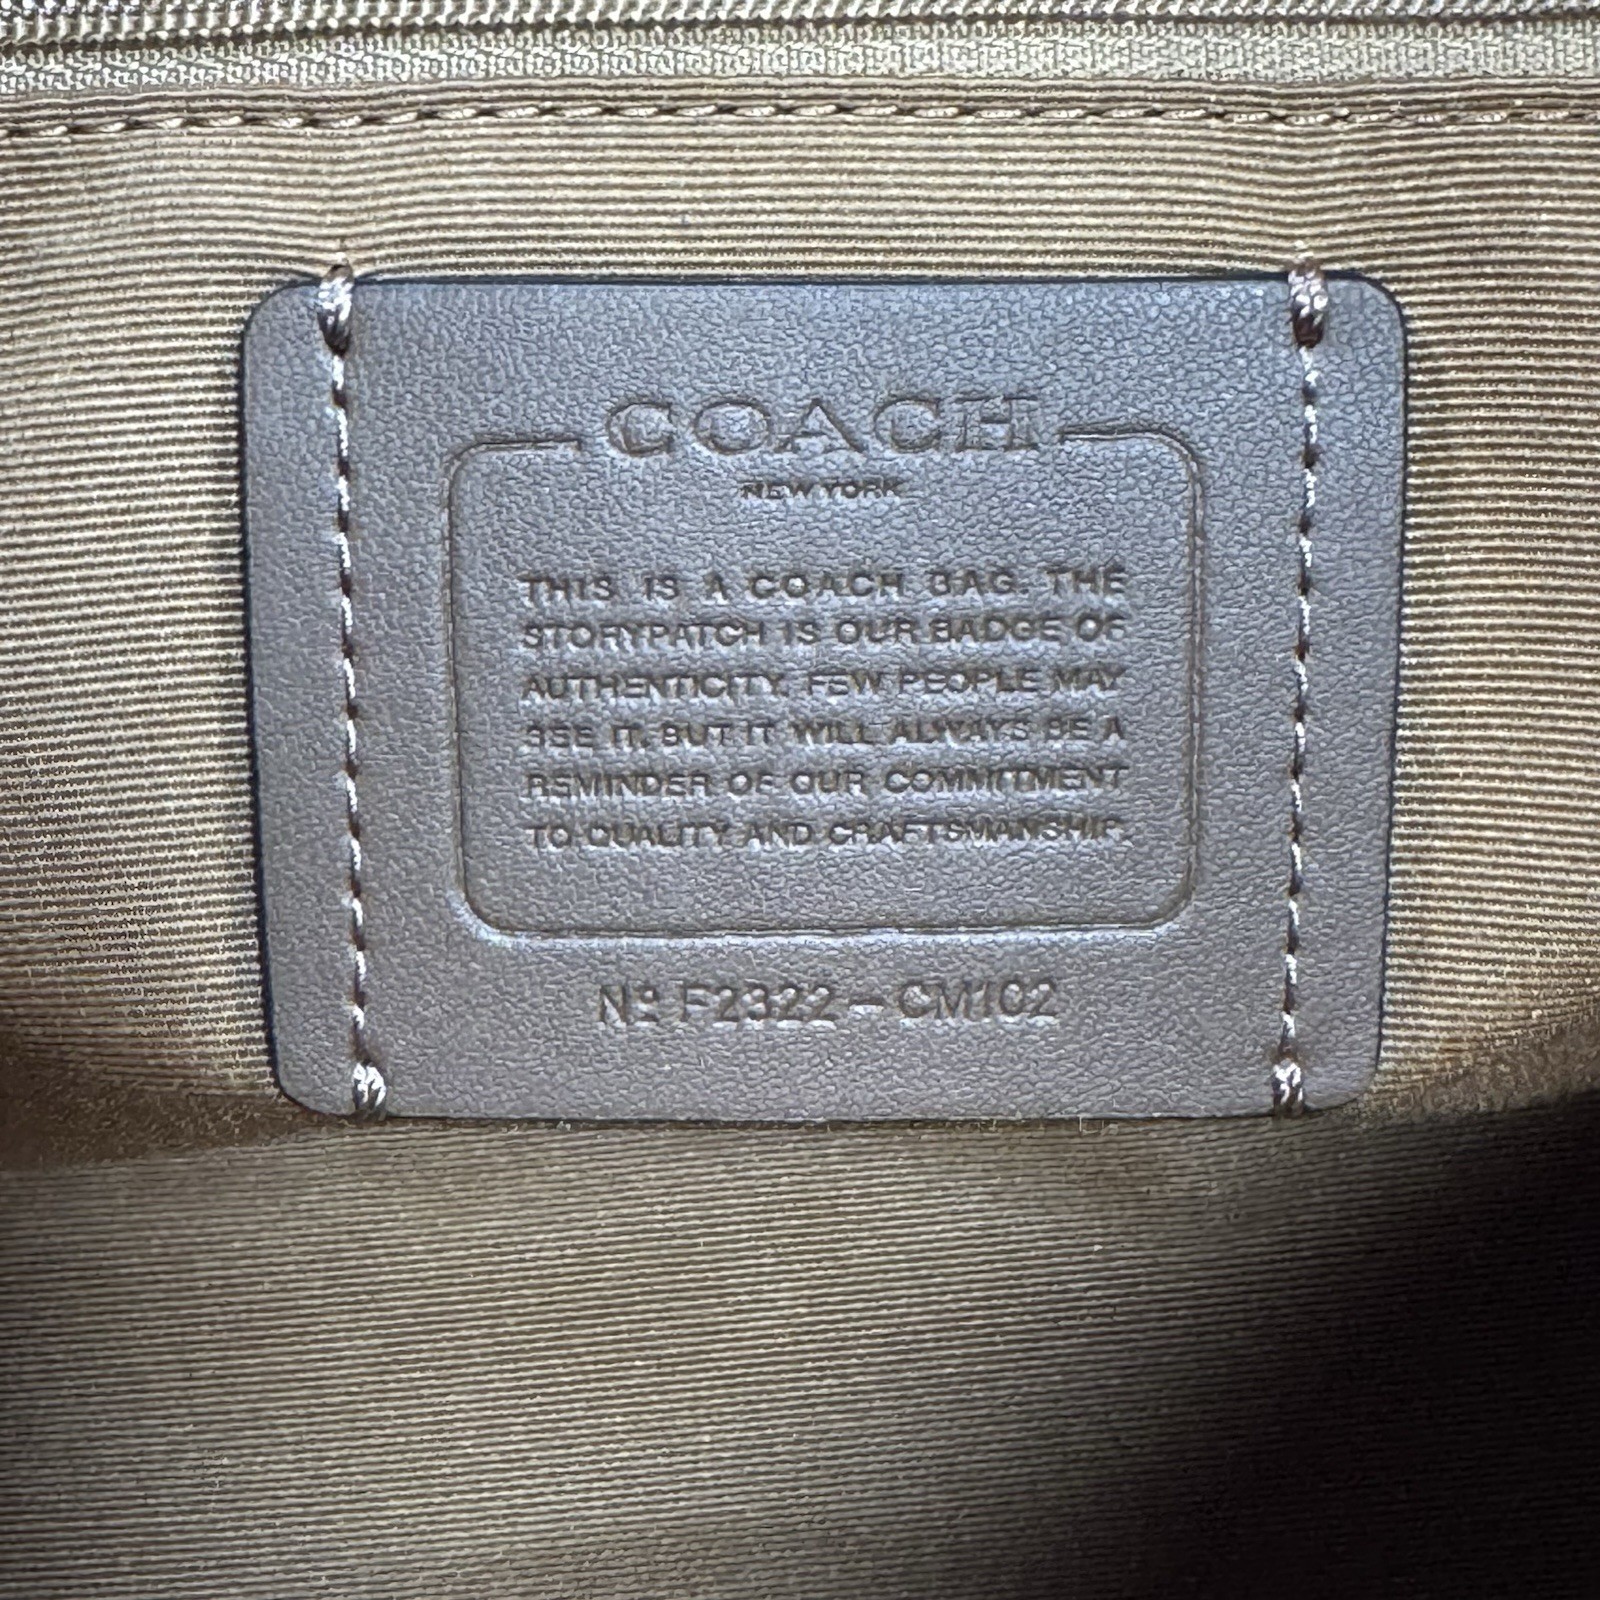 COACH
NEW YORK
THIS IS A COACH BAG. THE
STORYPATCH IS OUR BADGE OF
AUTHENTICITY. FEW PEOPLE MAY
SEE IT, BUT IT WILL ALWAYS BE A
REMINDER OF OUR COMMITMENT
TO QUALITY AND CRAFTSMANSHIP.
Nº F2322-CM102